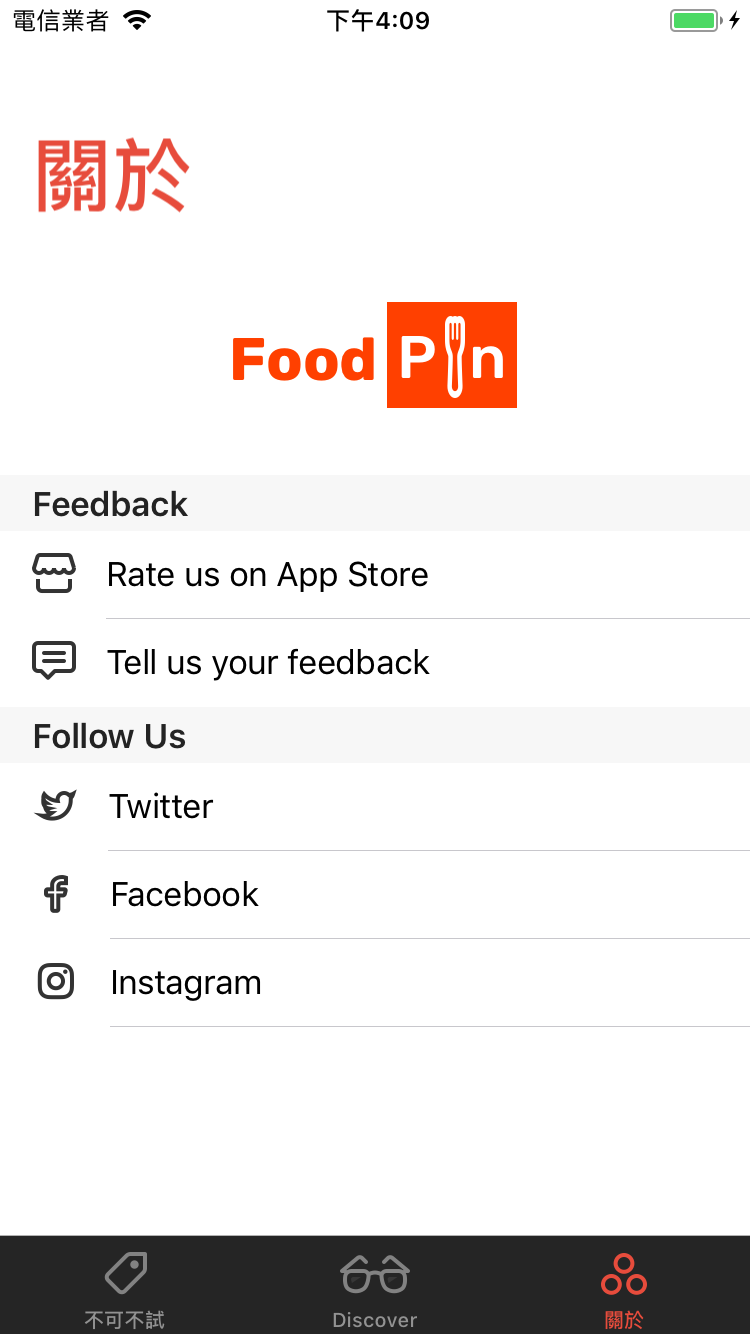 電信業者 下午4:09
關於
Food Pin
Feedback
Rate us on App Store
Tell us your feedback
Follow Us
Twitter
Facebook
Instagram
不可不試 Discover 關於